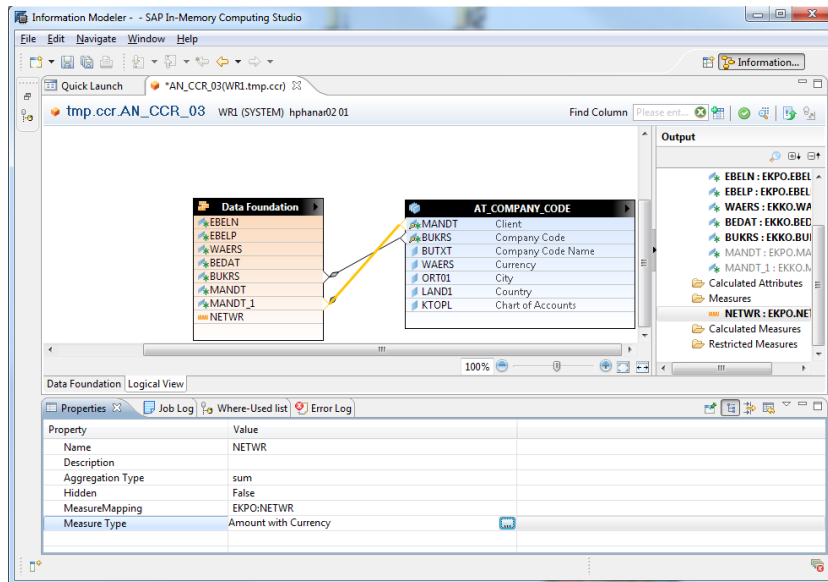 Information Modeler - - SAP In-Memory Computing Studio
File Edit Navigate Window Help
Information...
Quick Launch
*AN_CCR_03(WR1.tmp.ccr)
tmp.ccr.AN_CCR_03 WR1 (SYSTEM) hphanar02 01
Find Column Please ent...
Output
EBELN : EKPO.EBEL
EBELP : EKPO.EBEL
WAERS : EKKO.WA
BEDAT : EKKO.BED
BUKRS : EKKO.BU
MANDT : EKPO.MA
MANDT_1 : EKKO.M
Calculated Attributes
Measures
NETWR : EKPO.NET
Calculated Measures
Restricted Measures
Data Foundation
EBELN
EBELP
WAERS
BEDAT
BUKRS
MANDT
MANDT_1
NETWR
AT_COMPANY_CODE
MANDT Client
BUKRS Company Code
BUTXT Company Code Name
WAERS Currency
ORT01 City
LAND1 Country
KTOPL Chart of Accounts
100%
Data Foundation Logical View
Properties Job Log Where-Used list Error Log
Property Value
Name NETWR
Description
Aggregation Type sum
Hidden False
MeasureMapping EKPO:NETWR
Measure Type Amount with Currency